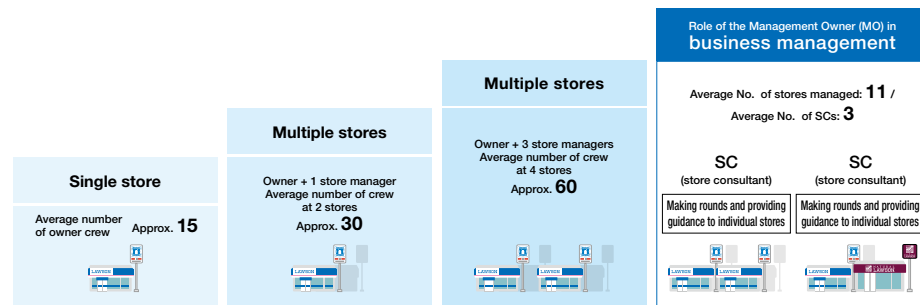 Single store
Average number
of owner crew
Approx. 15
LAWSON
Multiple stores
Owner + 1 store manager
Average number of crew
at 2 stores
Approx. 30
LAWSON
Multiple stores
Owner + 3 store managers
Average number of crew
at 4 stores
Approx. 60
LAWSON
LAWSON
Role of the Management Owner (MO) in
business management
Average No. of stores managed: 11 /
Average No. of SCs: 3
SC
(store consultant)
Making rounds and providing
guidance to individual stores
LAWSON
LAWSON
SC
(store consultant)
Making rounds and providing
guidance to individual stores
LAWSON
LAWSON